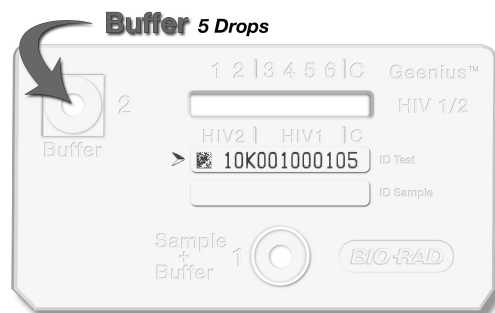 Buffer 5 Drops
1 2 | 3 4 5 6 | C Geenius™
2 HIV 1/2
HIV2 | HIV1 | C
Buffer
10K001000105 ID Test
ID Sample
Sample
+ 1
Buffer
BIO-RAD